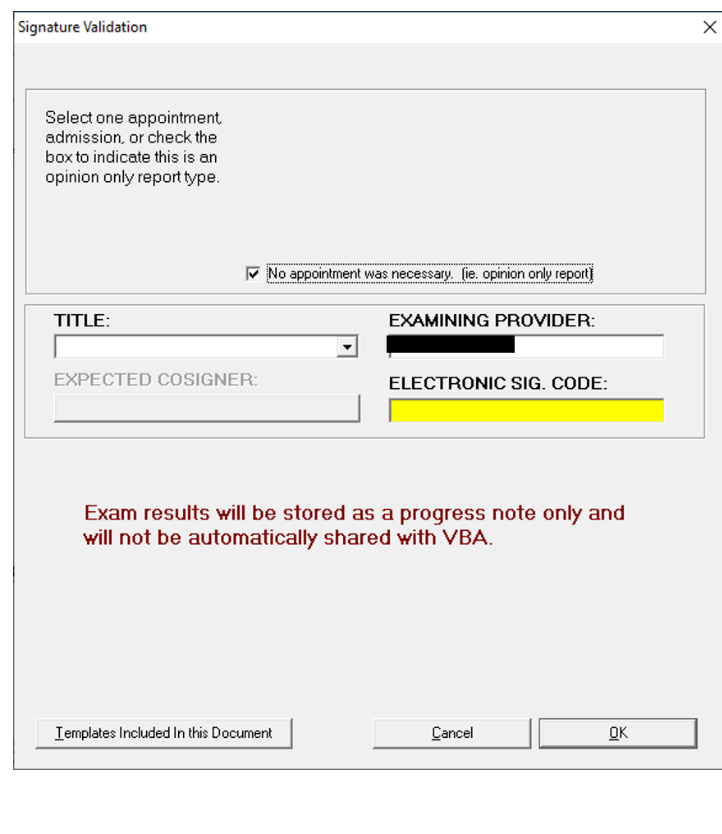 Signature Validation
Select one appointment,
admission, or check the
box to indicate this is an
opinion only report type.
No appointment was necessary. (ie. opinion only report)
TITLE:
EXAMINING PROVIDER:
EXPECTED COSIGNER:
ELECTRONIC SIG. CODE:
Exam results will be stored as a progress note only and
will not be automatically shared with VBA.
Templates Included In this Document
Cancel
OK